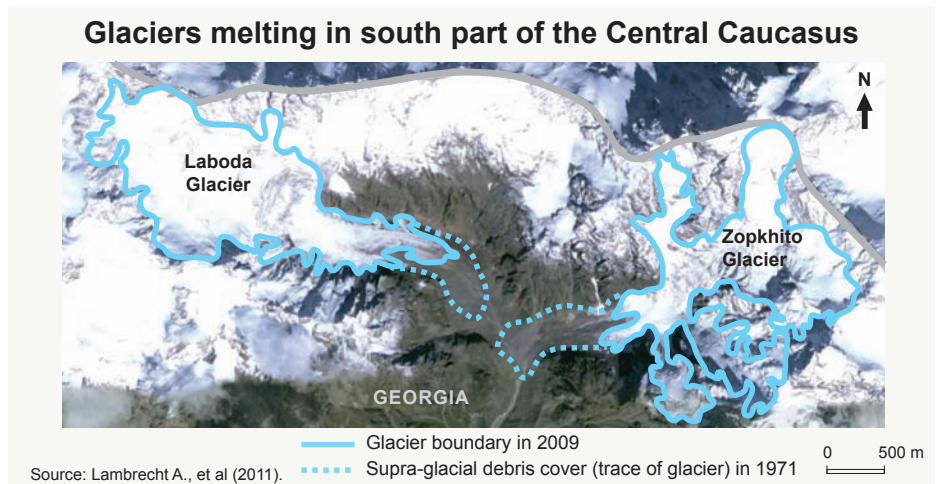 Glaciers melting in south part of the Central Caucasus
N
Laboda
Glacier
Zopkhito
Glacier
GEORGIA
Glacier boundary in 2009
Supra-glacial debris cover (trace of glacier) in 1971
0 500 m
Source: Lambrecht A., et al (2011).